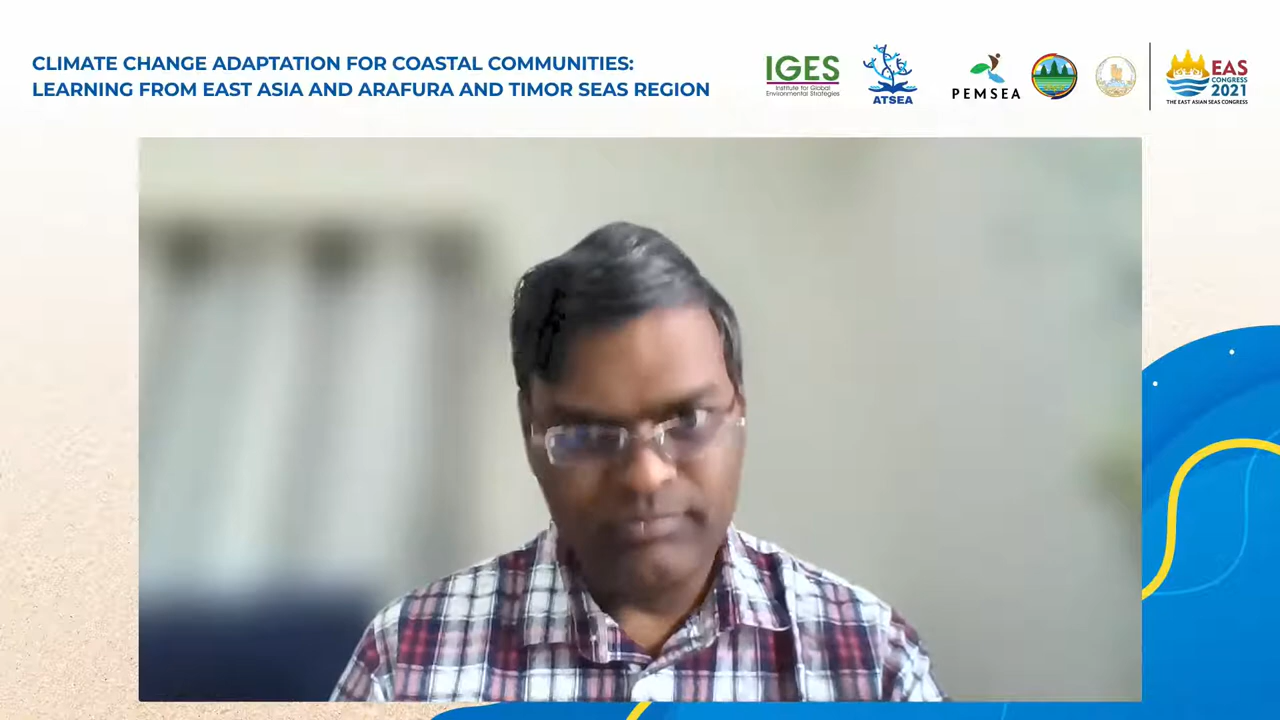 CLIMATE CHANGE ADAPTATION FOR COASTAL COMMUNITIES:
LEARNING FROM EAST ASIA AND ARAFURA AND TIMOR SEAS REGION
IGES
Institute for Global
Environmental Strategies
ATSEA
PEMSEA
EAS
CONGRESS
2021
THE EAST ASIAN SEAS CONGRESS